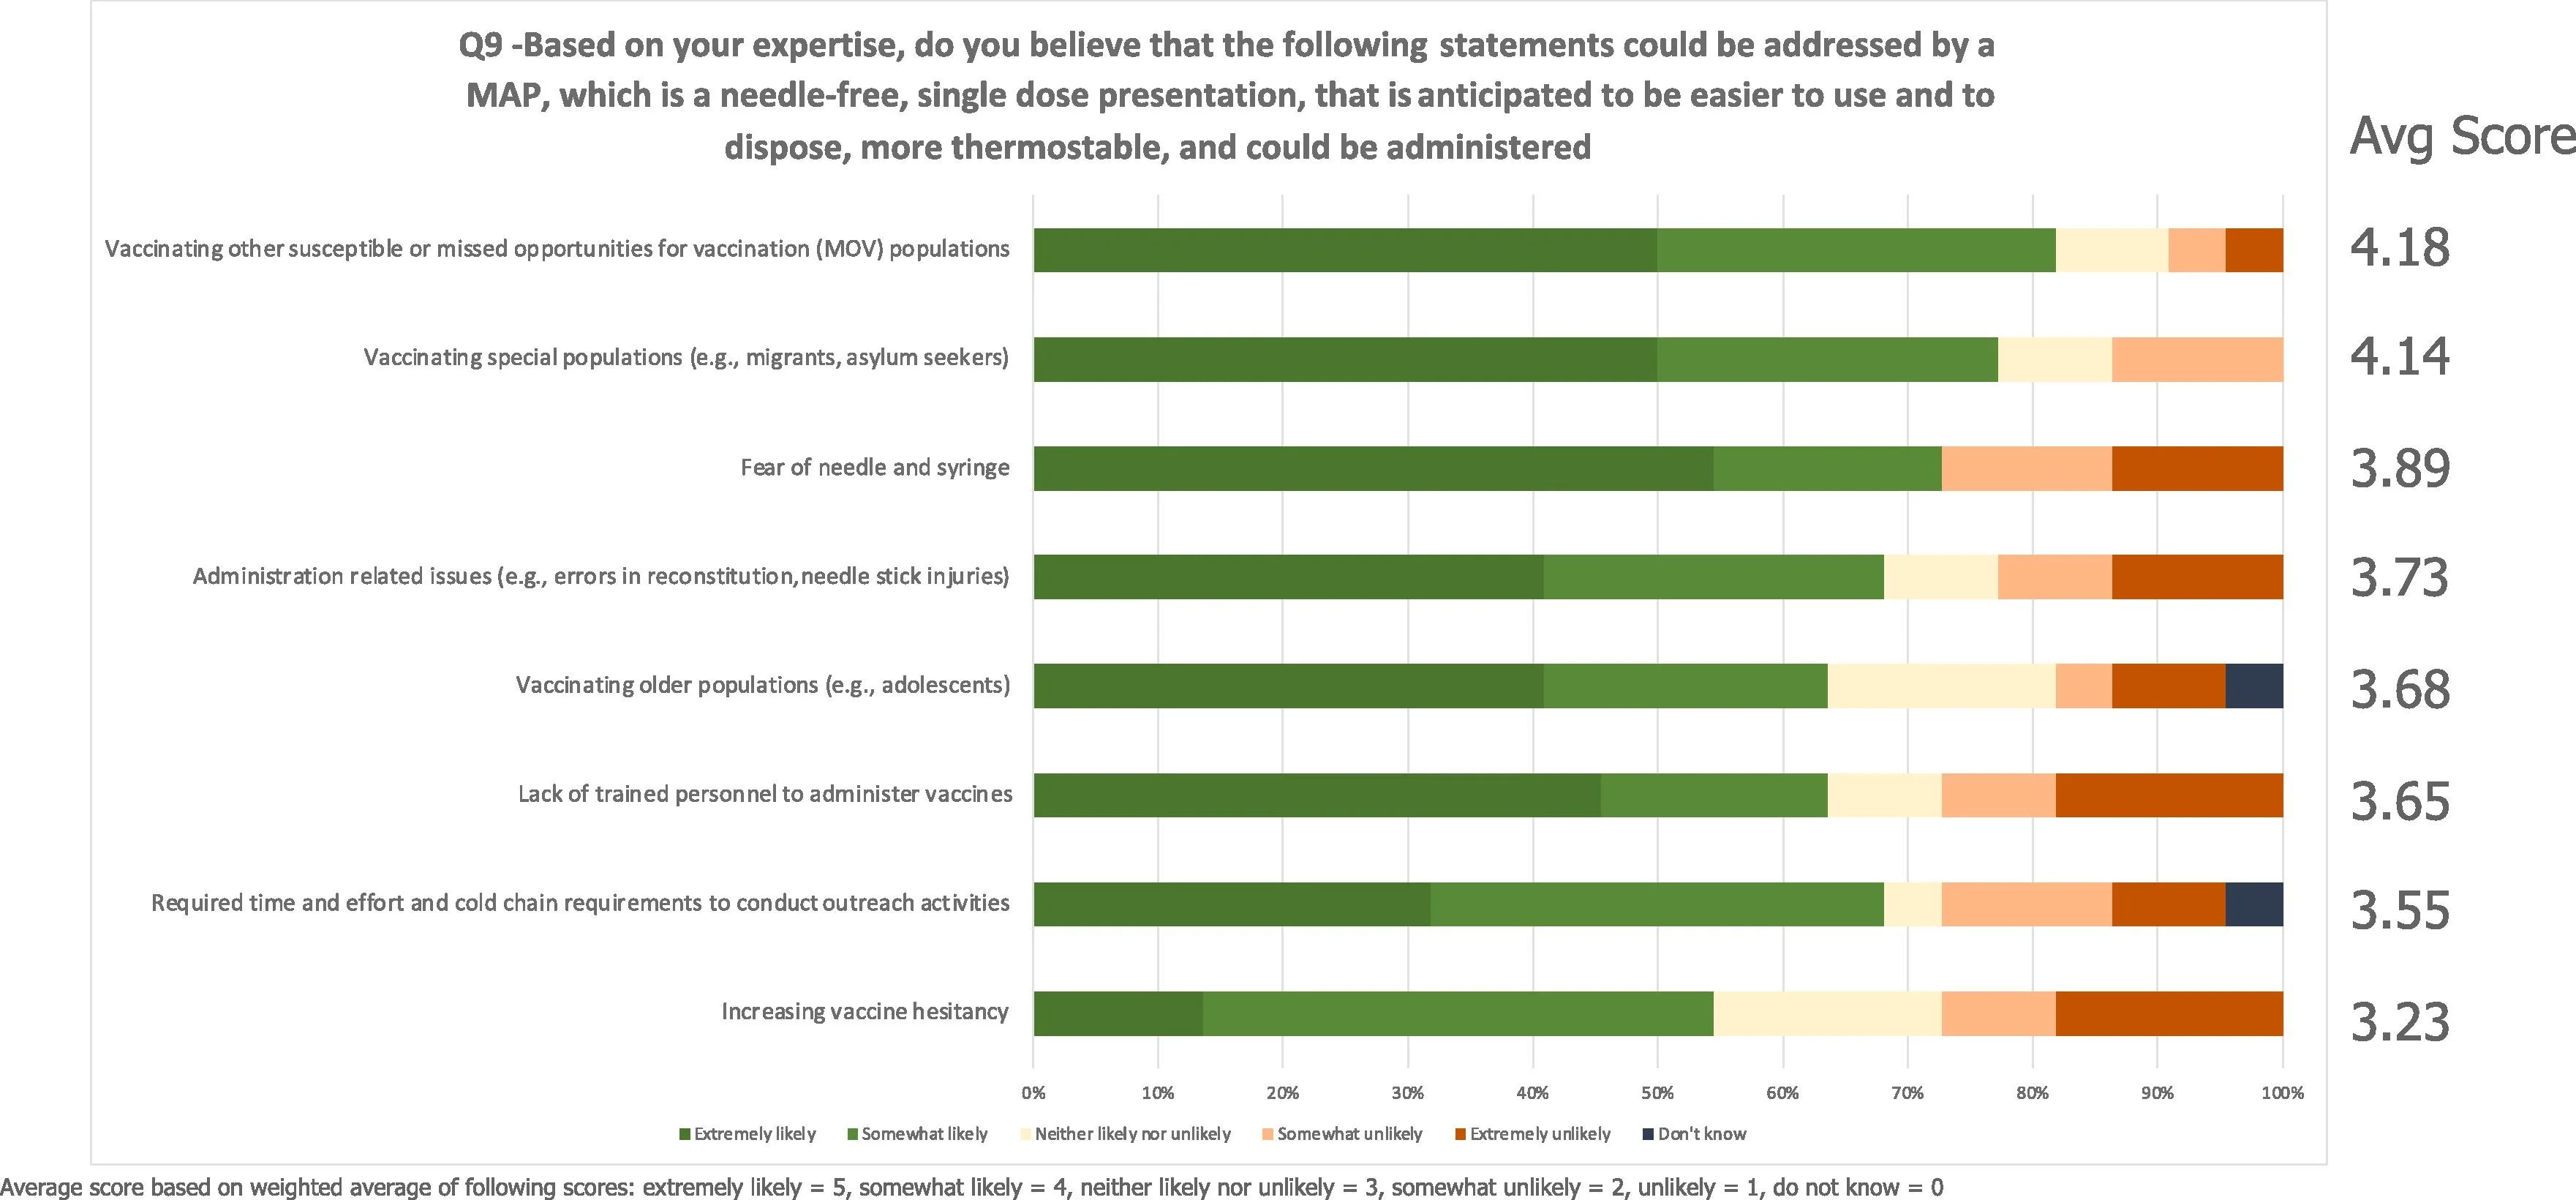 Q9 -Based on your expertise, do you believe that the following statements could be addressed by a
MAP, which is a needle-free, single dose presentation, that is anticipated to be easier to use and to
dispose, more thermostable, and could be administered
Avg Score
Vaccinating other susceptible or missed opportunities for vaccination (MOV) populations
4.18
Vaccinating special populations (e.g., migrants, asylum seekers)
4.14
Fear of needle and syringe
3.89
Administration related issues (e.g., errors in reconstitution, needle stick injuries)
3.73
Vaccinating older populations (e.g., adolescents)
3.68
Lack of trained personnel to administer vaccines
3.65
Required time and effort and cold chain requirements to conduct outreach activities
3.55
Increasing vaccine hesitancy
3.23
0% 10% 20% 30% 40% 50% 60% 70% 80% 90% 100%
Extremely likely Somewhat likely Neither likely nor unlikely Somewhat unlikely Extremely unlikely Don't know
Average score based on weighted average of following scores: extremely likely = 5, somewhat likely = 4, neither likely nor unlikely = 3, somewhat unlikely = 2, unlikely = 1, do not know = 0